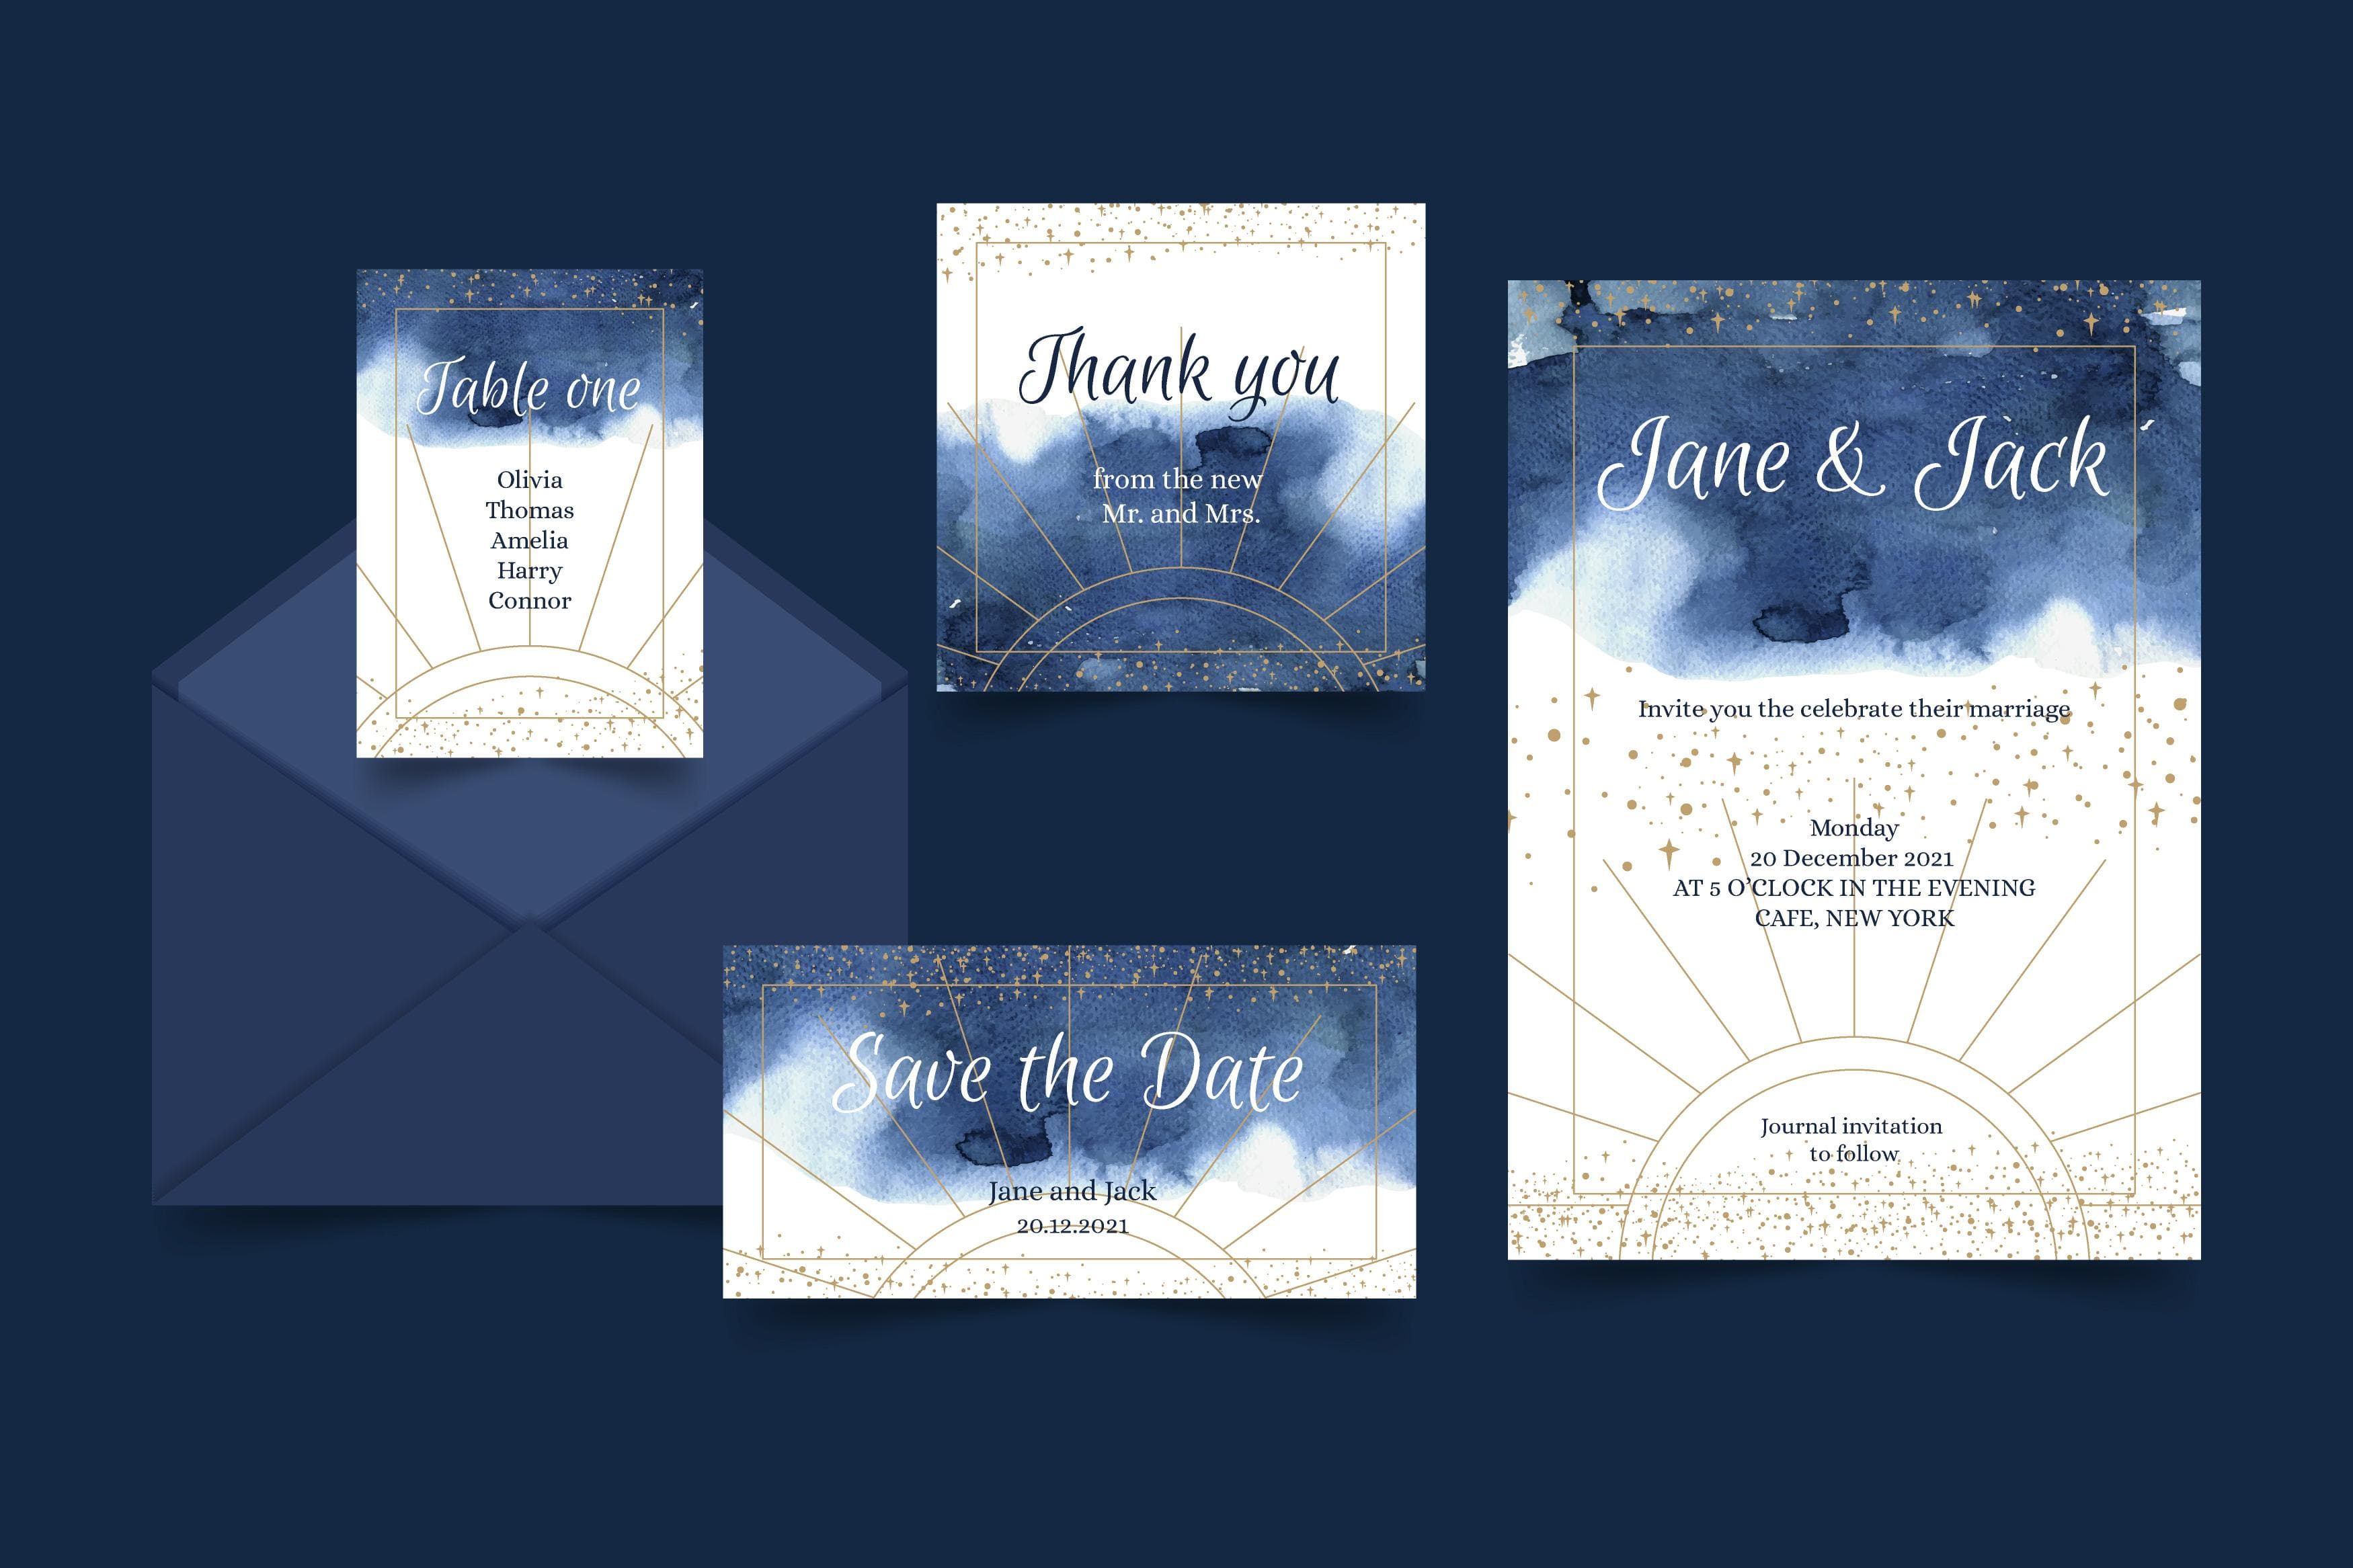 Table one
Olivia
Thomas
Amelia
Harry
Connor
Thank you
from the new
Mr. and Mrs.
Save the Date
Jane and Jack
20.12.2021
Jane & Jack
Invite you the celebrate their marriage
Monday
20 December 2021
AT 5 O’CLOCK IN THE EVENING
CAFE, NEW YORK
Journal invitation
to follow